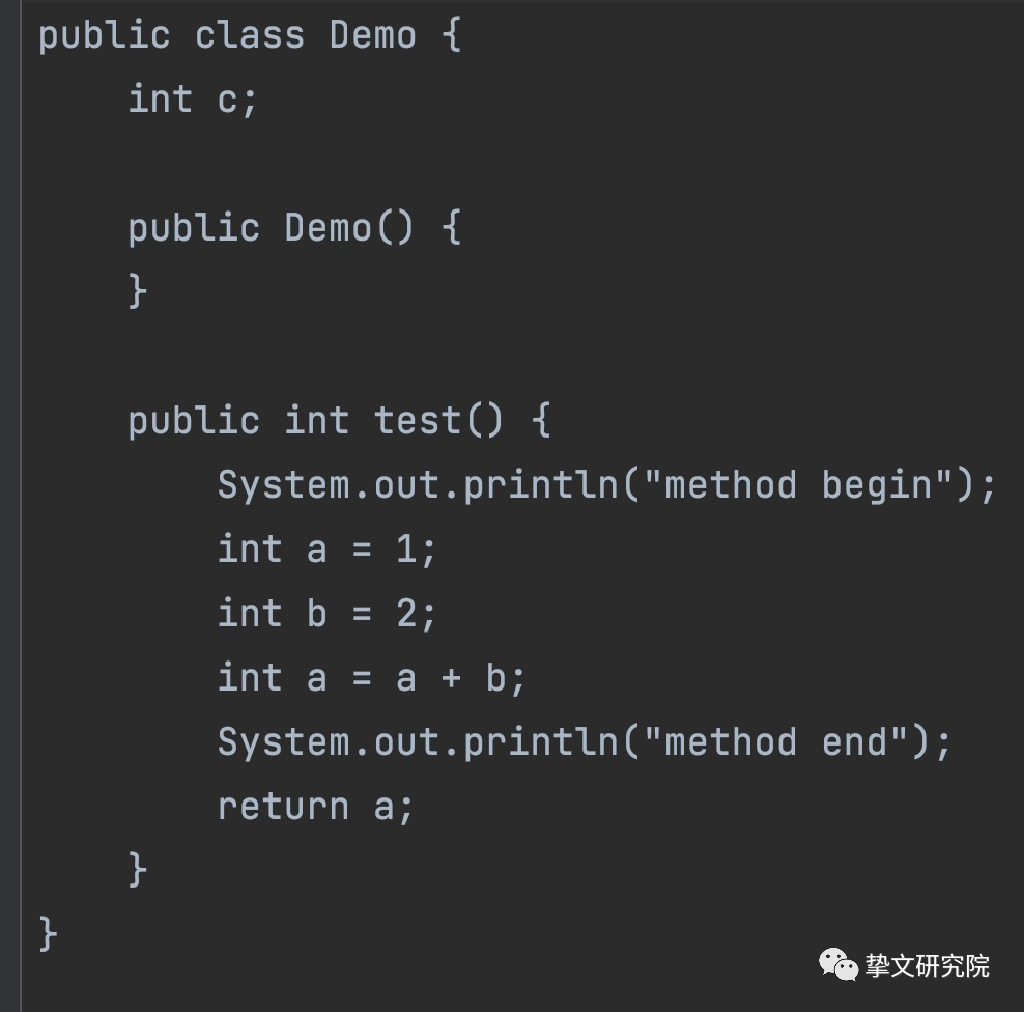 public class Demo {
    int c;
    public Demo() {
    }
    public int test() {
        System.out.println("method begin");
        int a = 1;
        int b = 2;
        int a = a + b;
        System.out.println("method end");
        return a;
    }
}
挚文研究院